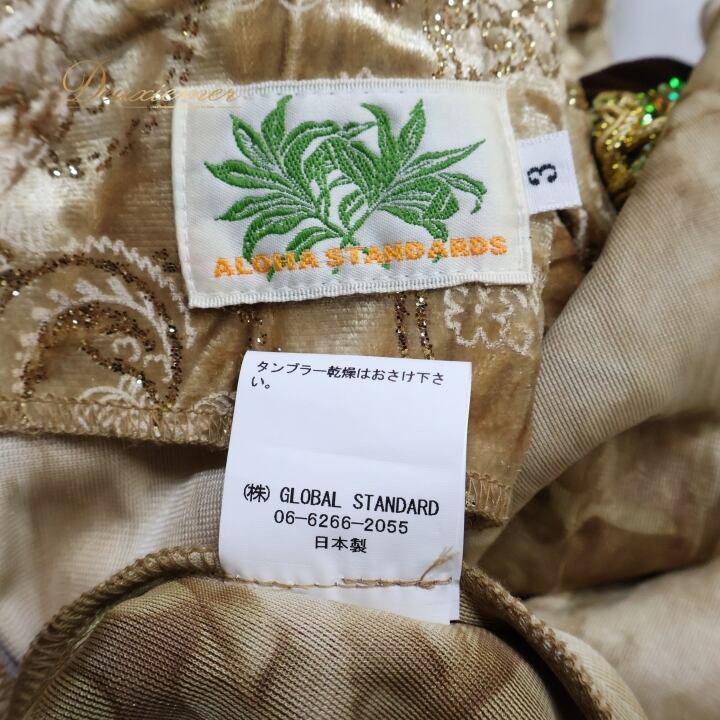 Deuxiemer
ALOHA STANDARDS
3
タンブラー乾燥はおさけ下さ
い。
(株) GLOBAL STANDARD
06-6266-2055
日本製